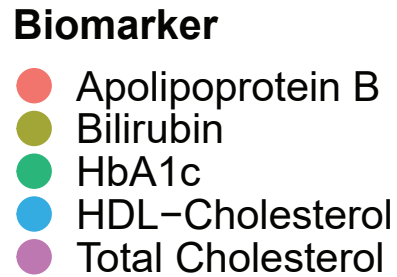 Biomarker
Apolipoprotein B
Bilirubin
HbA1c
HDL−Cholesterol
Total Cholesterol